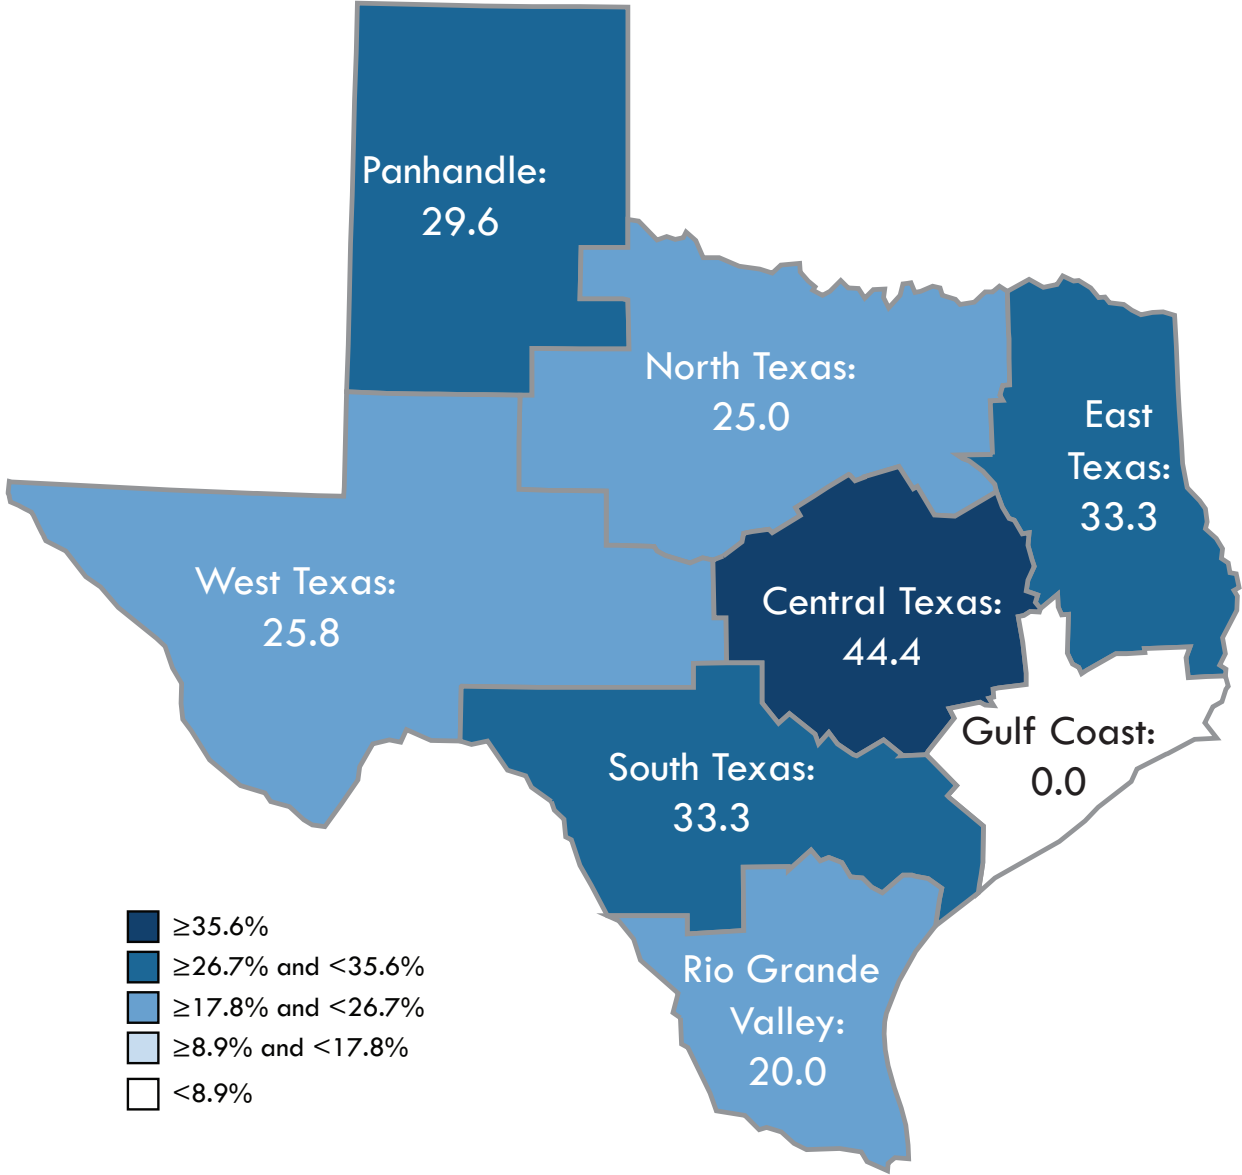 Panhandle:
29.6
North Texas:
25.0
East
Texas:
33.3
West Texas:
25.8
Central Texas:
44.4
Gulf Coast:
0.0
South Texas:
33.3
Rio Grande
Valley:
20.0
≥35.6%
≥26.7% and <35.6%
≥17.8% and <26.7%
≥8.9% and <17.8%
<8.9%